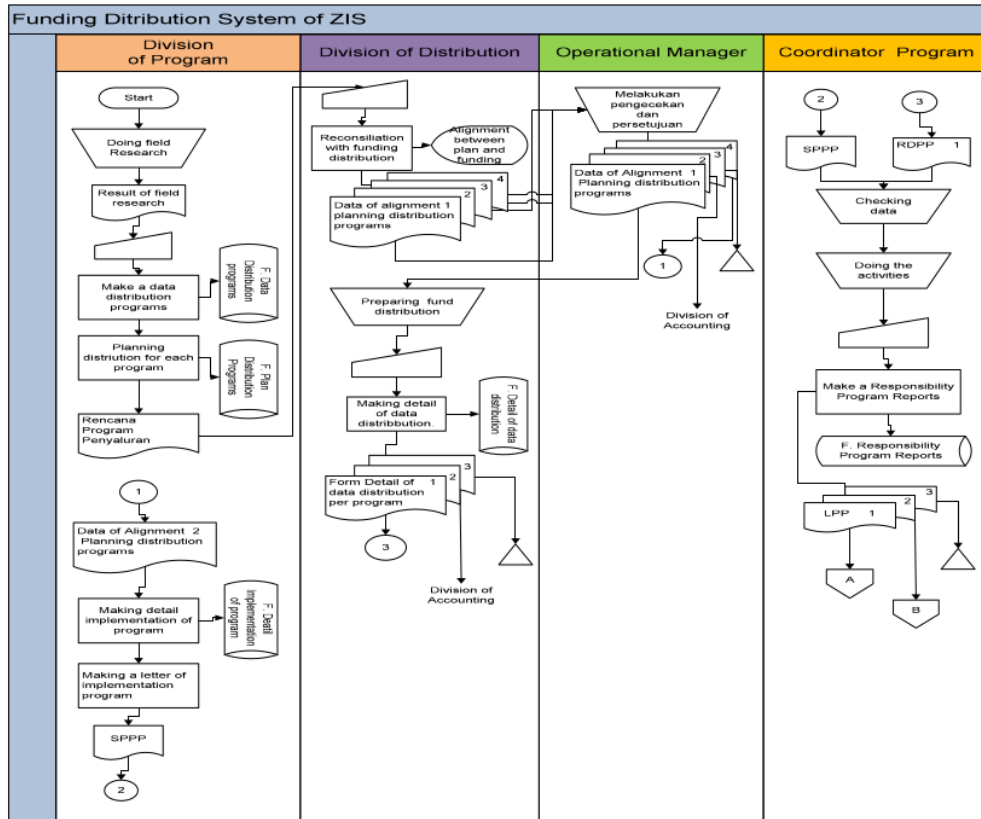 Funding Ditribution System of ZIS
Division
of Program
Division of Distribution
Operational Manager
Coordinator Program
Start
Doing field
Research
Result of field
research
Make a data
distribution
programs
F. Data
Distribution
programs
Planning
distriution for each
program
F. Plan
Distribution
Programs
Rencana
Program
Penyaluran
1
Data of Alignment 2
Planning distribution
programs
Making detail
implementation of
program
F. Deatil
Implementation
of program
Making a letter of
implementation
program
SPPP
2
Reconsiliation
with funding
distribution
Alignment
between
plan and
funding
4
3
2
Data of alignment 1
planning distribution
programs
Preparing fund
distribution
Making detail
of data
distribbution.
F. Detail of data
distribution
3
2
Form Detail of 1
data distribution
per program
3
Division of
Accounting
Melakukan
pengecekan
dan
persetujuan
4
3
2
Data of Alignment 1
Planning distribution
programs
1
Division of
Accounting
2
3
SPPP
RDPP 1
Checking
data
Doing the
activities
Make a Responsibility
Program Reports
F. Responsibility
Program Reports
3
2
LPP 1
A
B